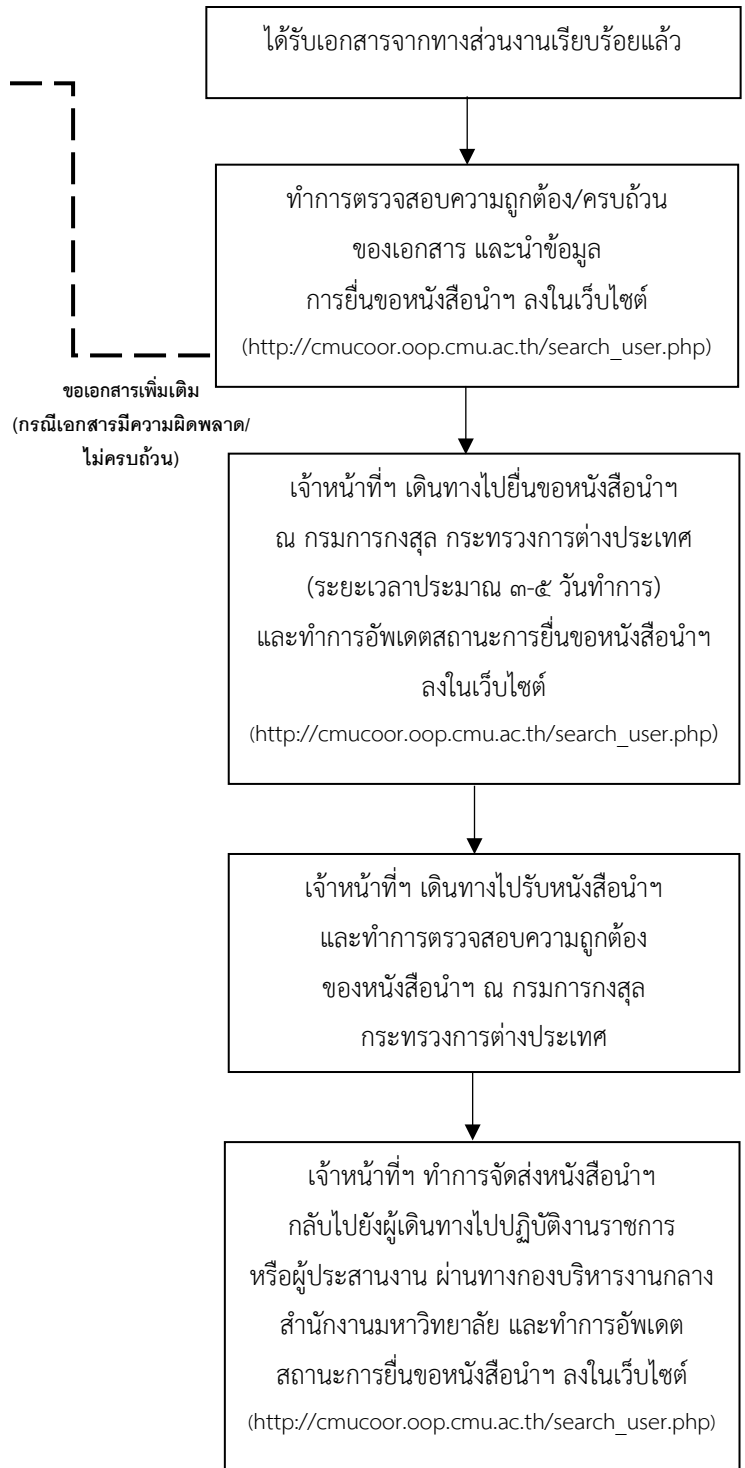 ได้รับเอกสารจากทางส่วนงานเรียบร้อยแล้ว
ทำการตรวจสอบความถูกต้อง/ครบถ้วน
ของเอกสาร และนำข้อมูล
การยื่นขอหนังสือนำฯ ลงในเว็บไซต์
(http://cmucoor.oop.cmu.ac.th/search_user.php)
ขอเอกสารเพิ่มเติม
(กรณีเอกสารมีความผิดพลาด/
ไม่ครบถ้วน)
เจ้าหน้าที่ฯ เดินทางไปยื่นขอหนังสือนำฯ
ณ กรมการกงสุล กระทรวงการต่างประเทศ
(ระยะเวลาประมาณ ๓-๕ วันทำการ)
และทำการอัพเดตสถานะการยื่นขอหนังสือนำฯ
ลงในเว็บไซต์
(http://cmucoor.oop.cmu.ac.th/search_user.php)
เจ้าหน้าที่ฯ เดินทางไปรับหนังสือนำฯ
และทำการตรวจสอบความถูกต้อง
ของหนังสือนำฯ ณ กรมการกงสุล
กระทรวงการต่างประเทศ
เจ้าหน้าที่ฯ ทำการจัดส่งหนังสือนำฯ
กลับไปยังผู้เดินทางไปปฏิบัติงานราชการ
หรือผู้ประสานงาน ผ่านทางกองบริหารงานกลาง
สำนักงานมหาวิทยาลัย และทำการอัพเดต
สถานะการยื่นขอหนังสือนำฯ ลงในเว็บไซต์
(http://cmucoor.oop.cmu.ac.th/search_user.php)